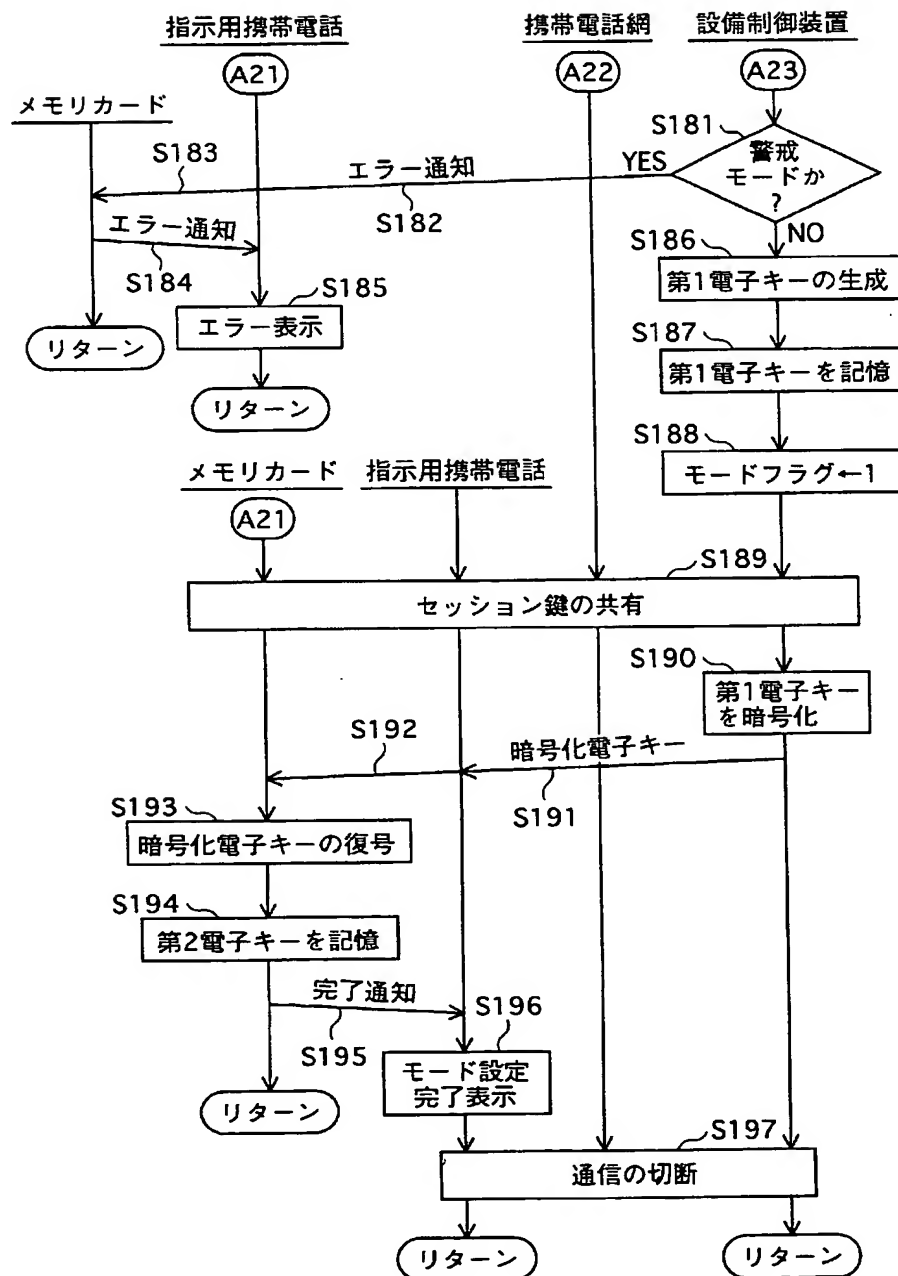 指示用携帯電話
携帯電話網
設備制御装置
A21
A22
A23
メモリカード
S181
警戒
モードか
?
YES
NO
S183
エラー通知
S182
エラー通知
S184
S185
エラー表示
リターン
リターン
S186
第1電子キーの生成
S187
第1電子キーを記憶
S188
モードフラグ←1
メモリカード
指示用携帯電話
A21
S189
セッション鍵の共有
S190
第1電子キー
を暗号化
S192
暗号化電子キー
S191
S193
暗号化電子キーの復号
S194
第2電子キーを記憶
完了通知
S195
S196
モード設定
完了表示
リターン
S197
通信の切断
リターン
リターン